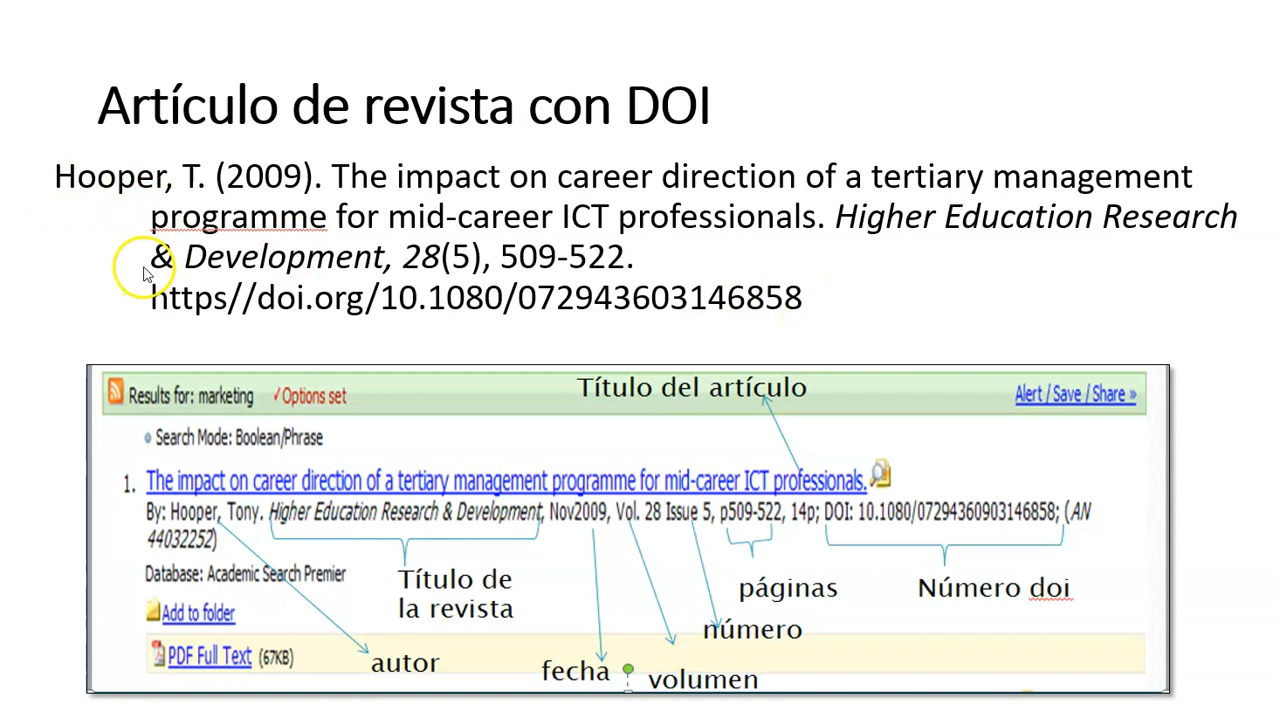 Artículo de revista con DOI
Hooper, T. (2009). The impact on career direction of a tertiary management
programme for mid-career ICT professionals. Higher Education Research
& Development, 28(5), 509-522.
https//doi.org/10.1080/072943603146858
Results for: marketing ✓Options set Título del artículo Alert / Save / Share »
Search Mode: Boolean/Phrase
1. The impact on career direction of a tertiary management programme for mid-career ICT professionals.
By: Hooper, Tony. Higher Education Research & Development, Nov2009, Vol. 28 Issue 5, p509-522, 14p; DOI: 10.1080/07294360903146858; (AN
44032252)
Database: Academic Search Premier
Título de
la revista
páginas
Número doi
Add to folder
número
PDF Full Text (67KB)
autor
fecha
volumen